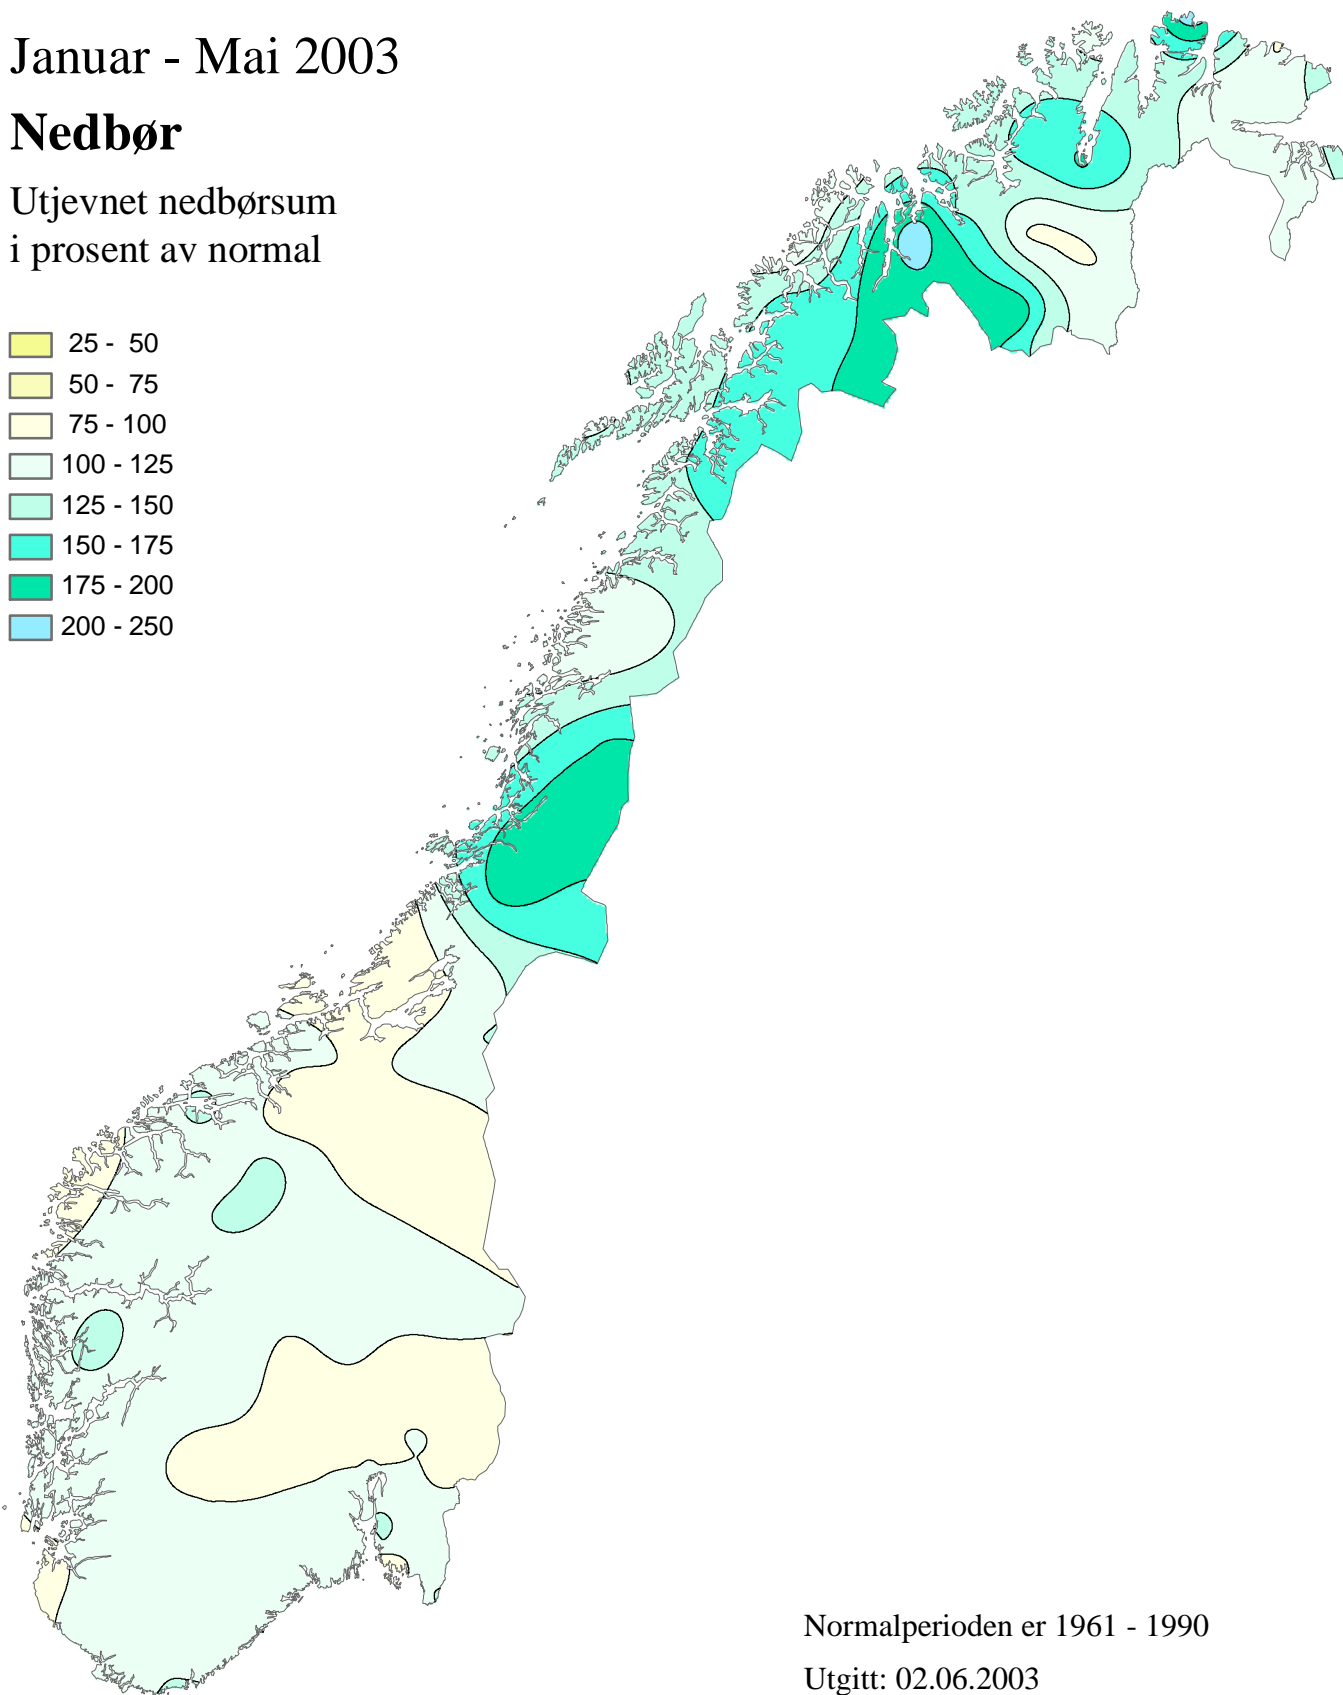 Januar - Mai 2003
Nedbør
Utjevnet nedbørsum
i prosent av normal
25 - 50
50 - 75
75 - 100
100 - 125
125 - 150
150 - 175
175 - 200
200 - 250
Normalperioden er 1961 - 1990
Utgitt: 02.06.2003